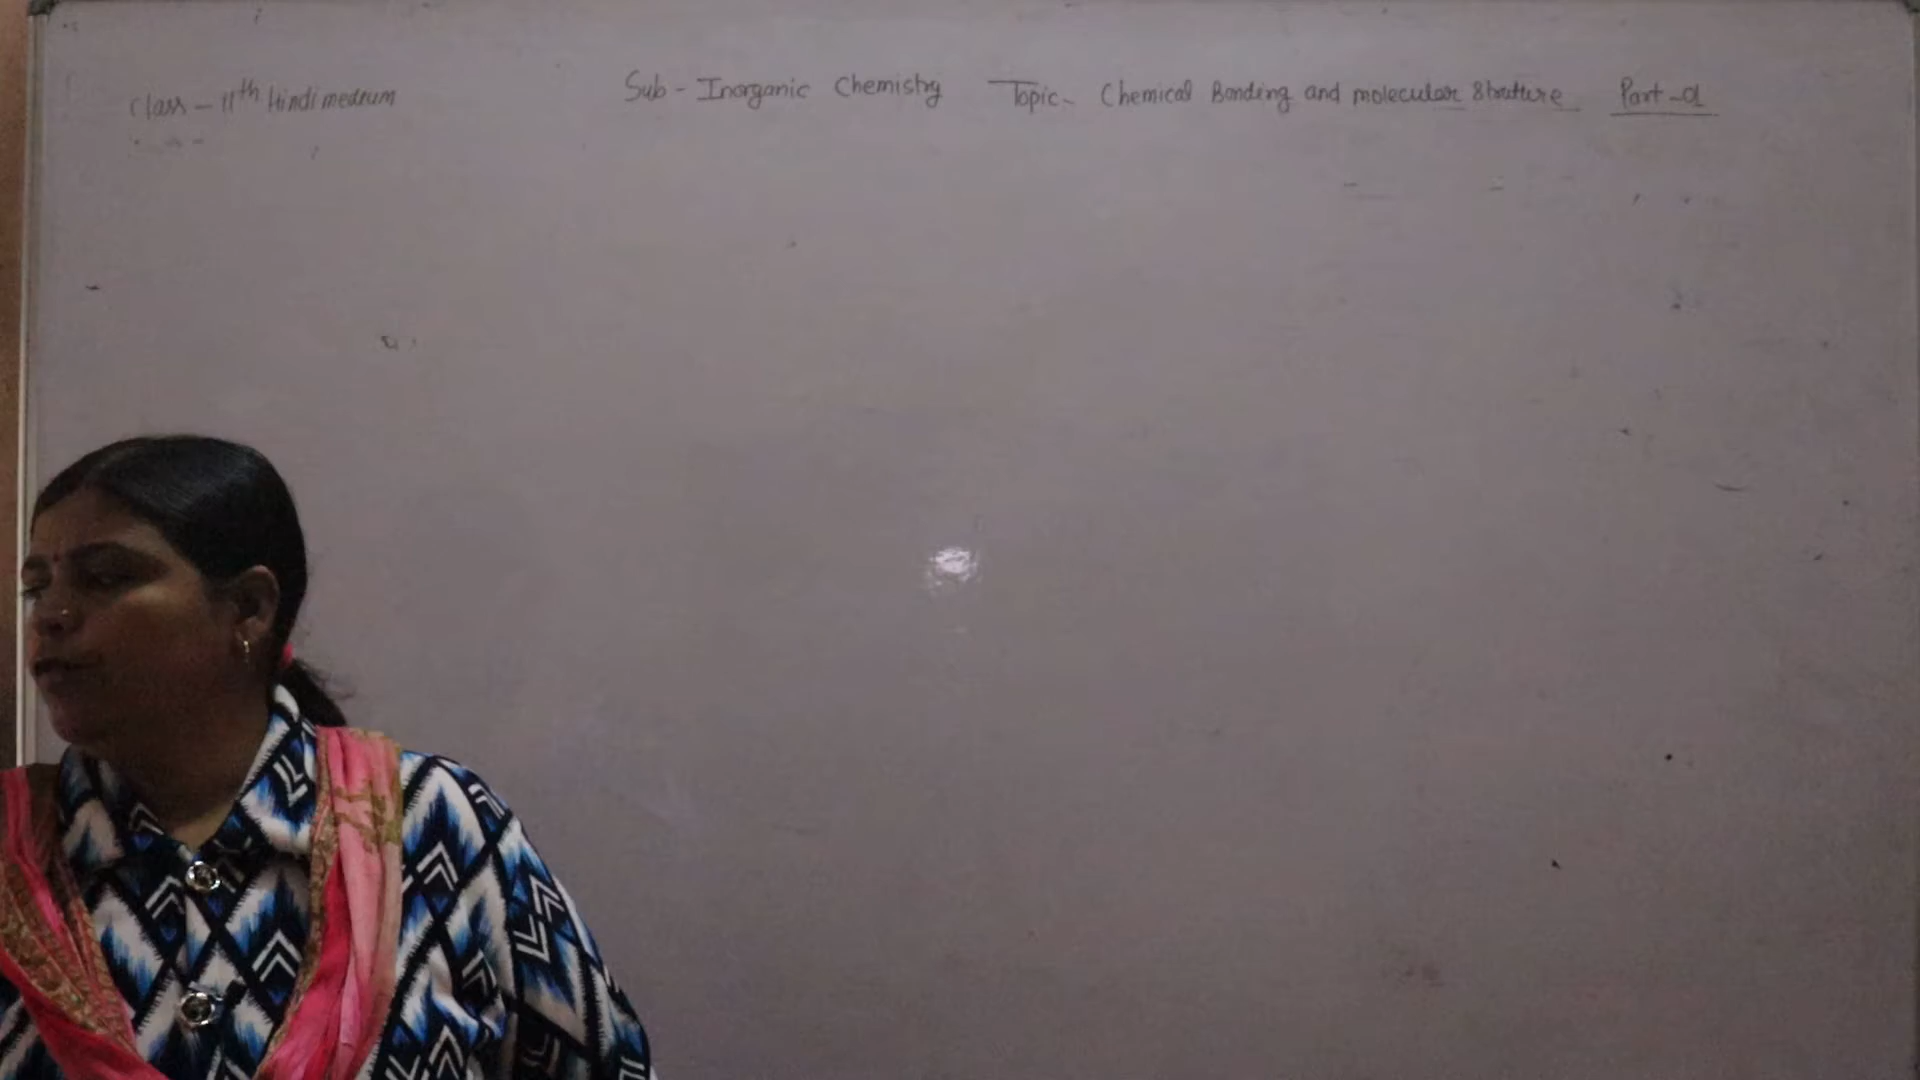 Class - 11th Hindi medium Sub - Inorganic Chemistry Topic - Chemical Bonding and molecular Structure Part - 01